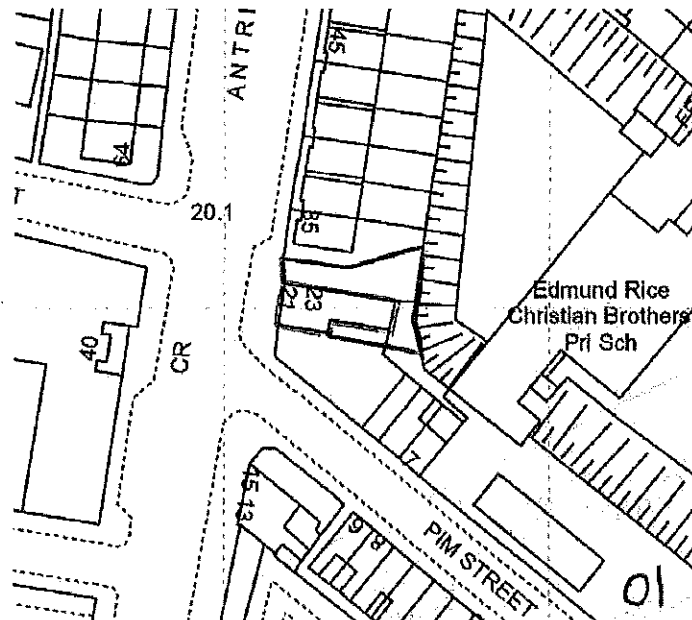 ANTRI
45
64
T
20.1
35
21
23
Edmund Rice
Christian Brothers'
Pri Sch
40
CR
7
15
13
9
8
PIM STREET
01